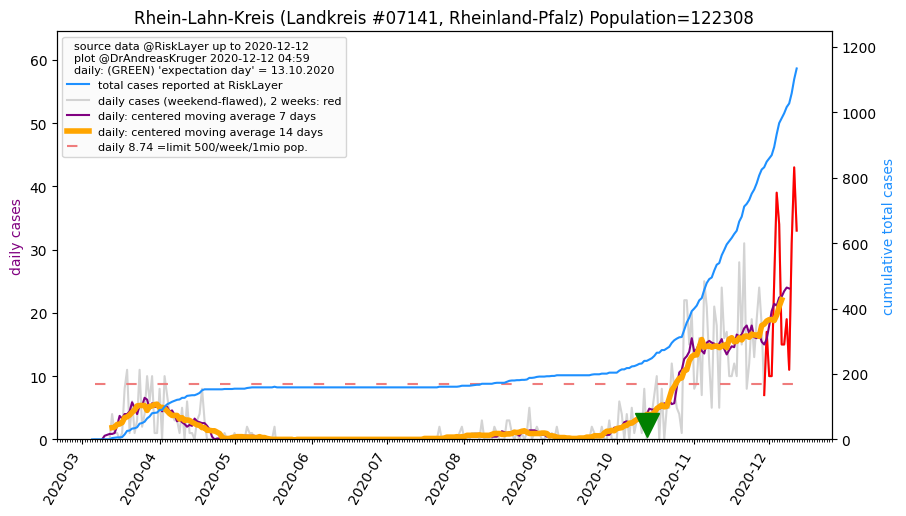 Rhein-Lahn-Kreis (Landkreis #07141, Rheinland-Pfalz) Population=122308
source data @RiskLayer up to 2020-12-12
plot @DrAndreasKruger 2020-12-12 04:59
daily: (GREEN) 'expectation day' = 13.10.2020
total cases reported at RiskLayer
daily cases (weekend-flawed), 2 weeks: red
daily: centered moving average 7 days
daily: centered moving average 14 days
daily 8.74 =limit 500/week/1mio pop.
daily cases
60
50
40
30
20
10
0
cumulative total cases
1200
1000
800
600
400
200
0
2020-03
2020-04
2020-05
2020-06
2020-07
2020-08
2020-09
2020-10
2020-11
2020-12